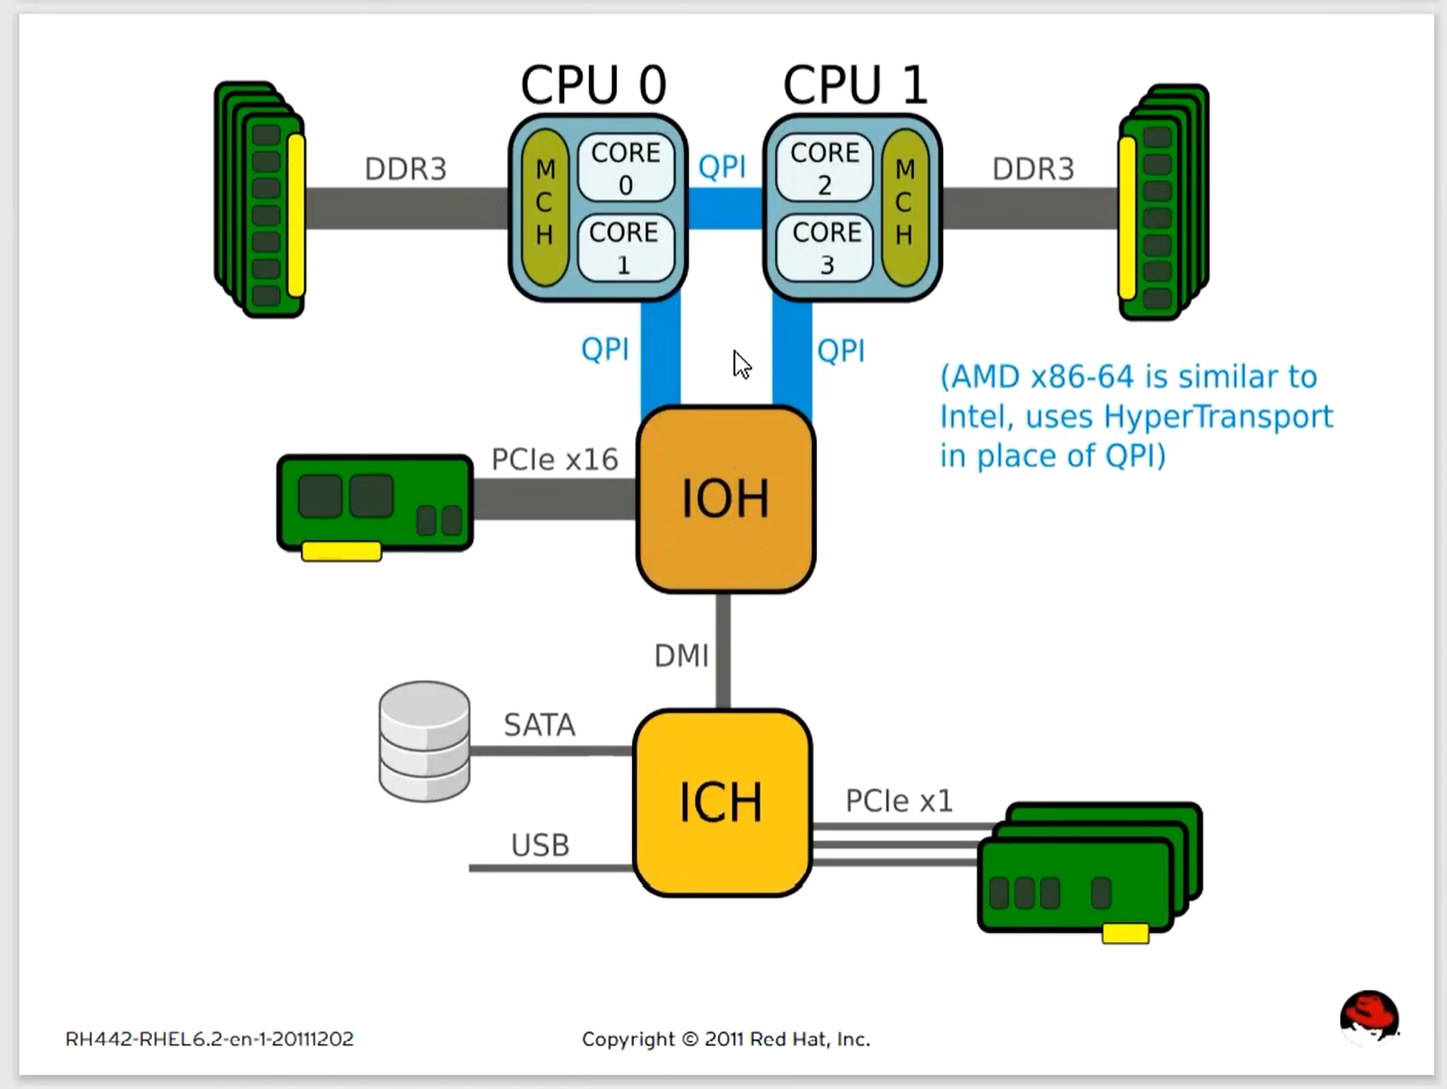 CPU 0
CPU 1
DDR3
M
C
H
CORE
0
CORE
1
QPI
CORE
2
CORE
3
M
C
H
DDR3
QPI
QPI
(AMD x86-64 is similar to
Intel, uses HyperTransport
in place of QPI)
PCIe x16
IOH
DMI
SATA
ICH
PCIe x1
USB
RH442-RHEL6.2-en-1-20111202
Copyright © 2011 Red Hat, Inc.